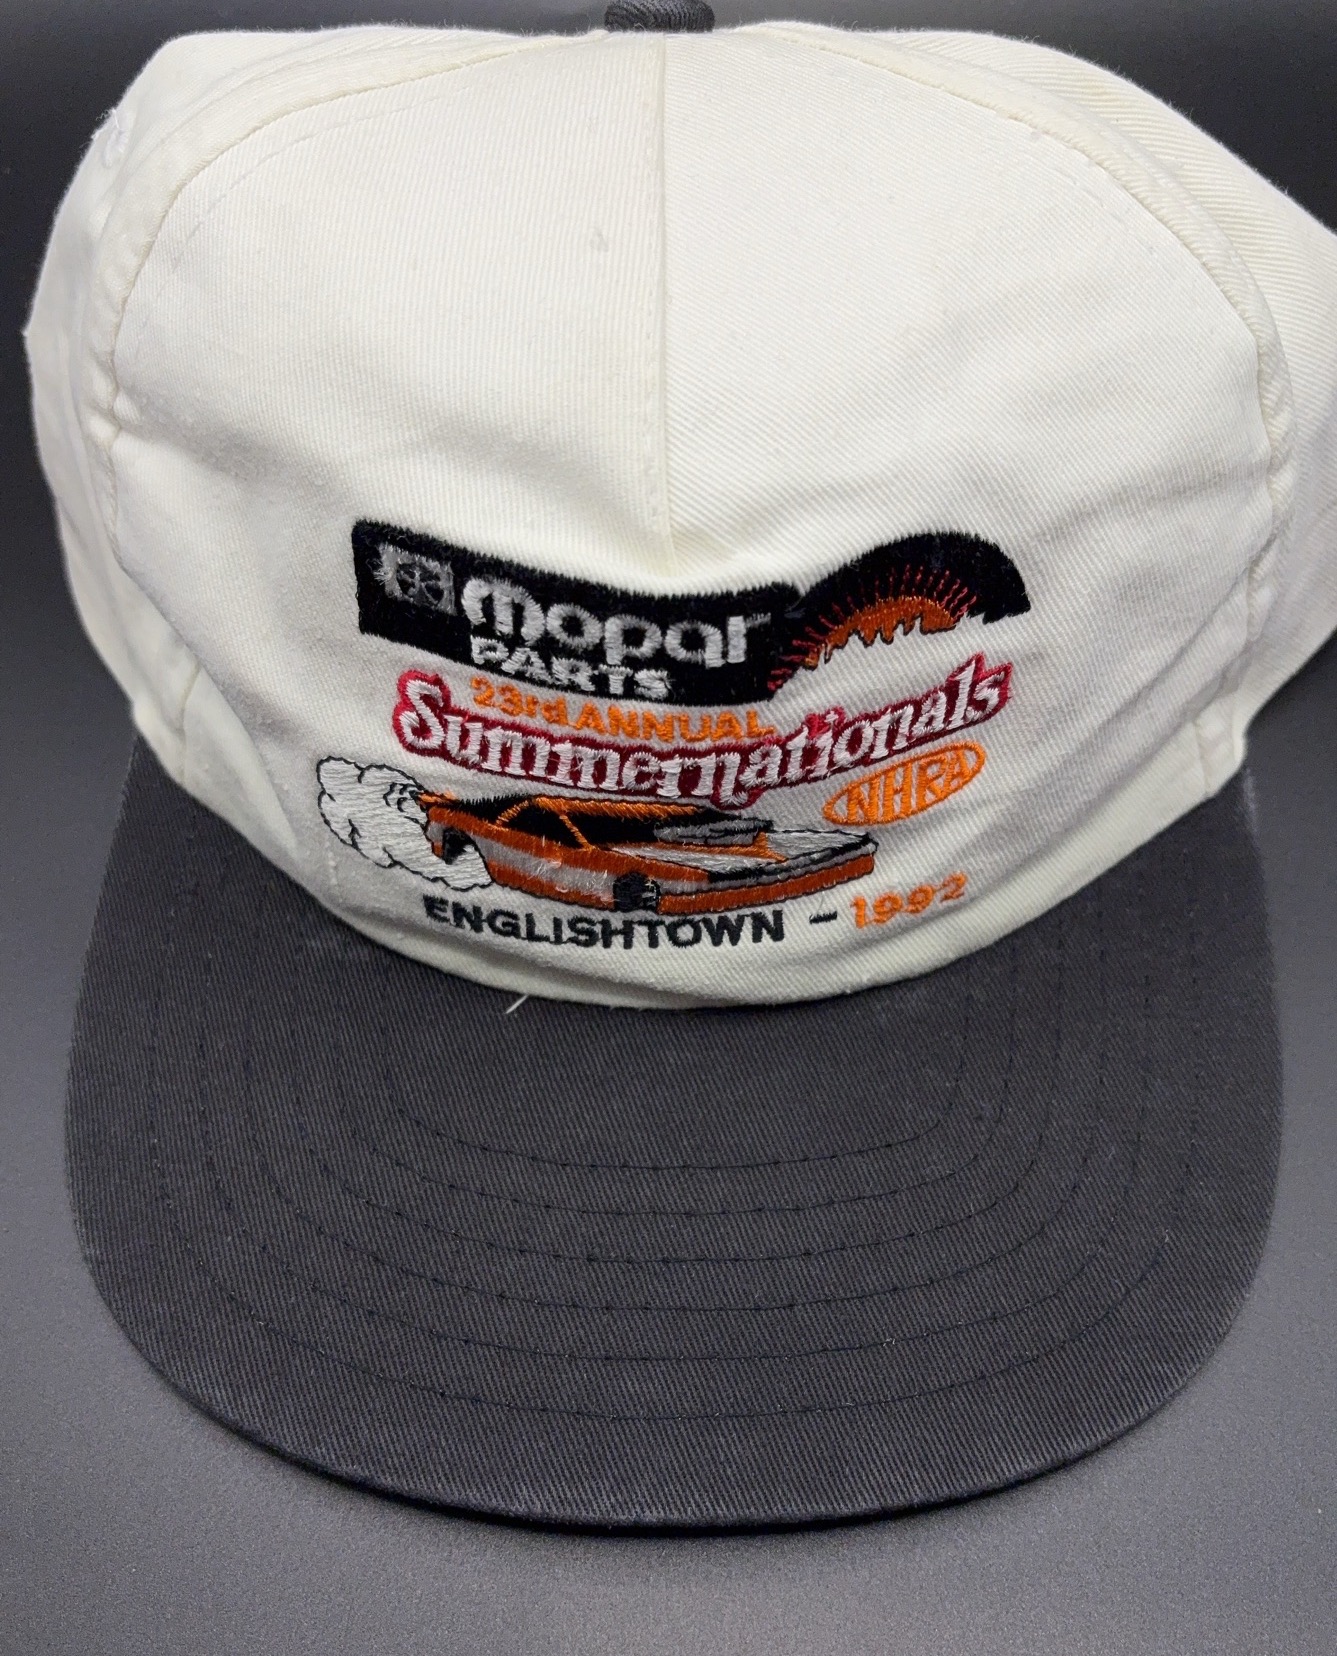 mopar
PARTS
23rd ANNUAL
Summernationals
NHRA
ENGLISHTOWN - 1992